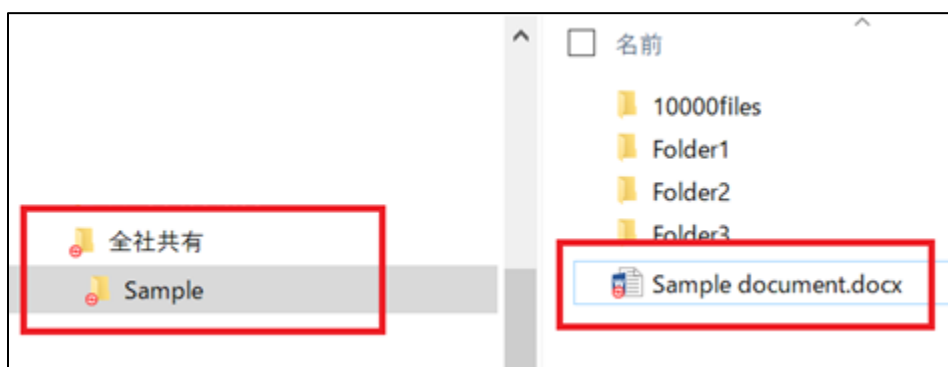 全社共有
Sample
名前
10000files
Folder1
Folder2
Folder3
Sample document.docx